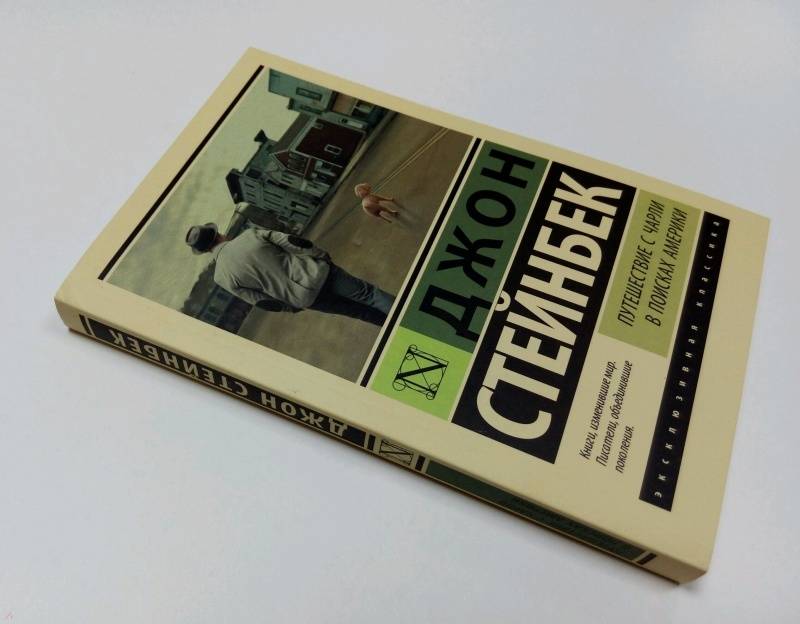 ДЖОН
СТЕЙНБЕК
ПУТЕШЕСТВИЕ С ЧАРЛИ
В ПОИСКАХ АМЕРИКИ
Книги, изменившие мир.
Писатели, объединившие
поколения.
эксклюзивная классика
ДЖОН СТЕЙНБЕК